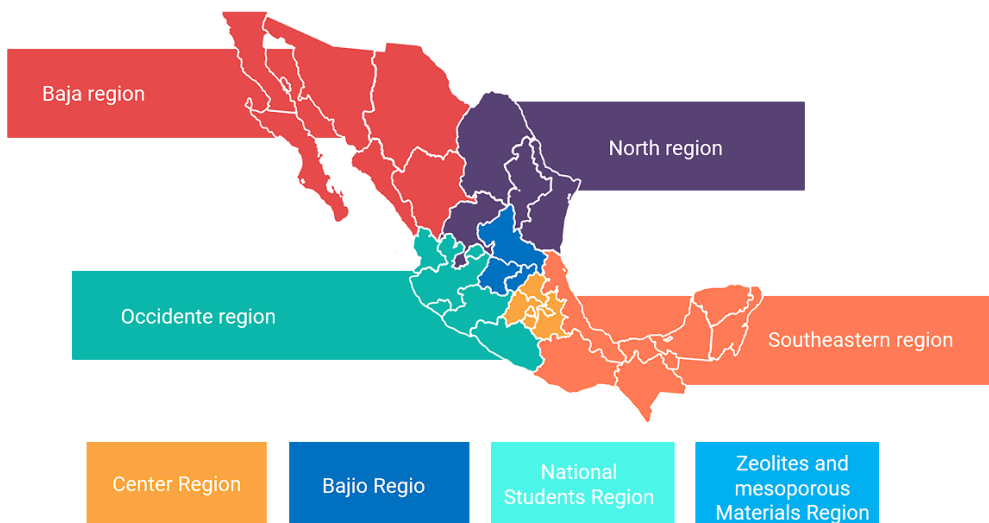 Baja region
North region
Occidente region
Southeastern region
Center Region
Bajio Regio
National
Students Region
Zeolites and
mesoporous
Materials Region